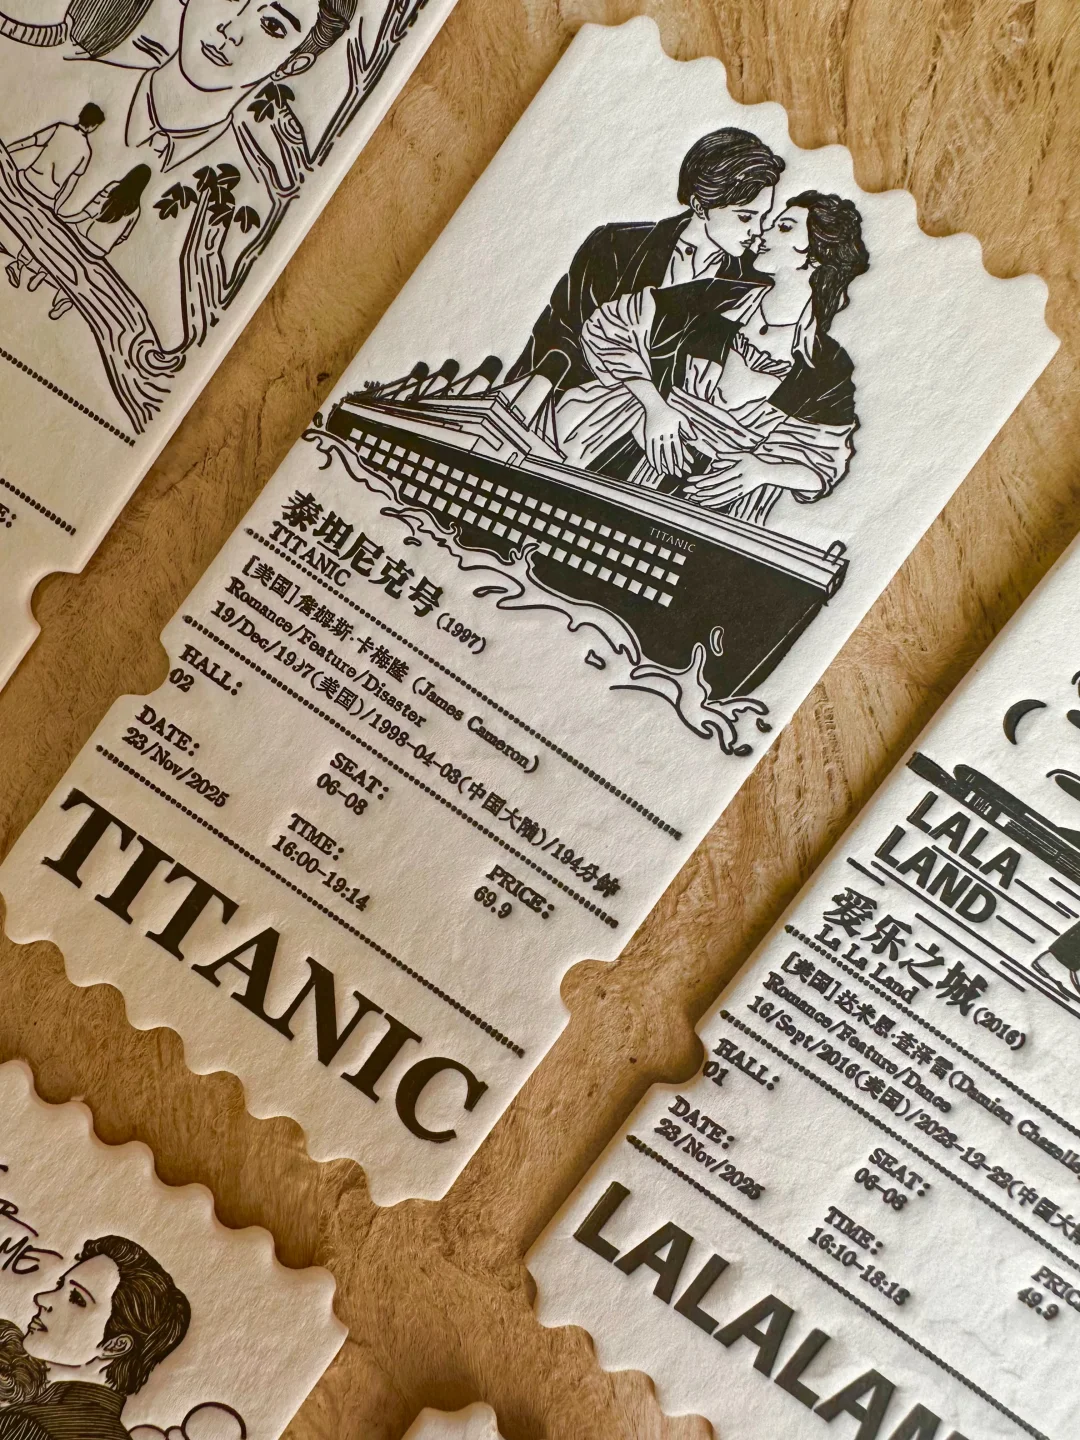 E:
TITANIC
泰坦尼克号(1997)
TITANIC
[美国]詹姆斯·卡梅隆 (James Cameron)
Romance/Feature/Disaster
19/Dec/1997(美国)/1998-04-03(中国大陆)/194分钟
HALL:
02
SEAT:
06-08
PRICE:
69.9
DATE:
23/Nov/2025
TIME:
16:00-19:14
TITANIC
LALA
LAND
爱乐之城(2016)
La La Land
[美国]达米恩·查泽雷(Damien
Romance/Feature/Dance
16/Sept/2016(美国)/2023-12-22(中国大陆
HALL:
01
SEAT:
06-08
PRIC
49.9
DATE:
23/Nov/2025
TIME:
16:10-18:18
LALALAN
ME